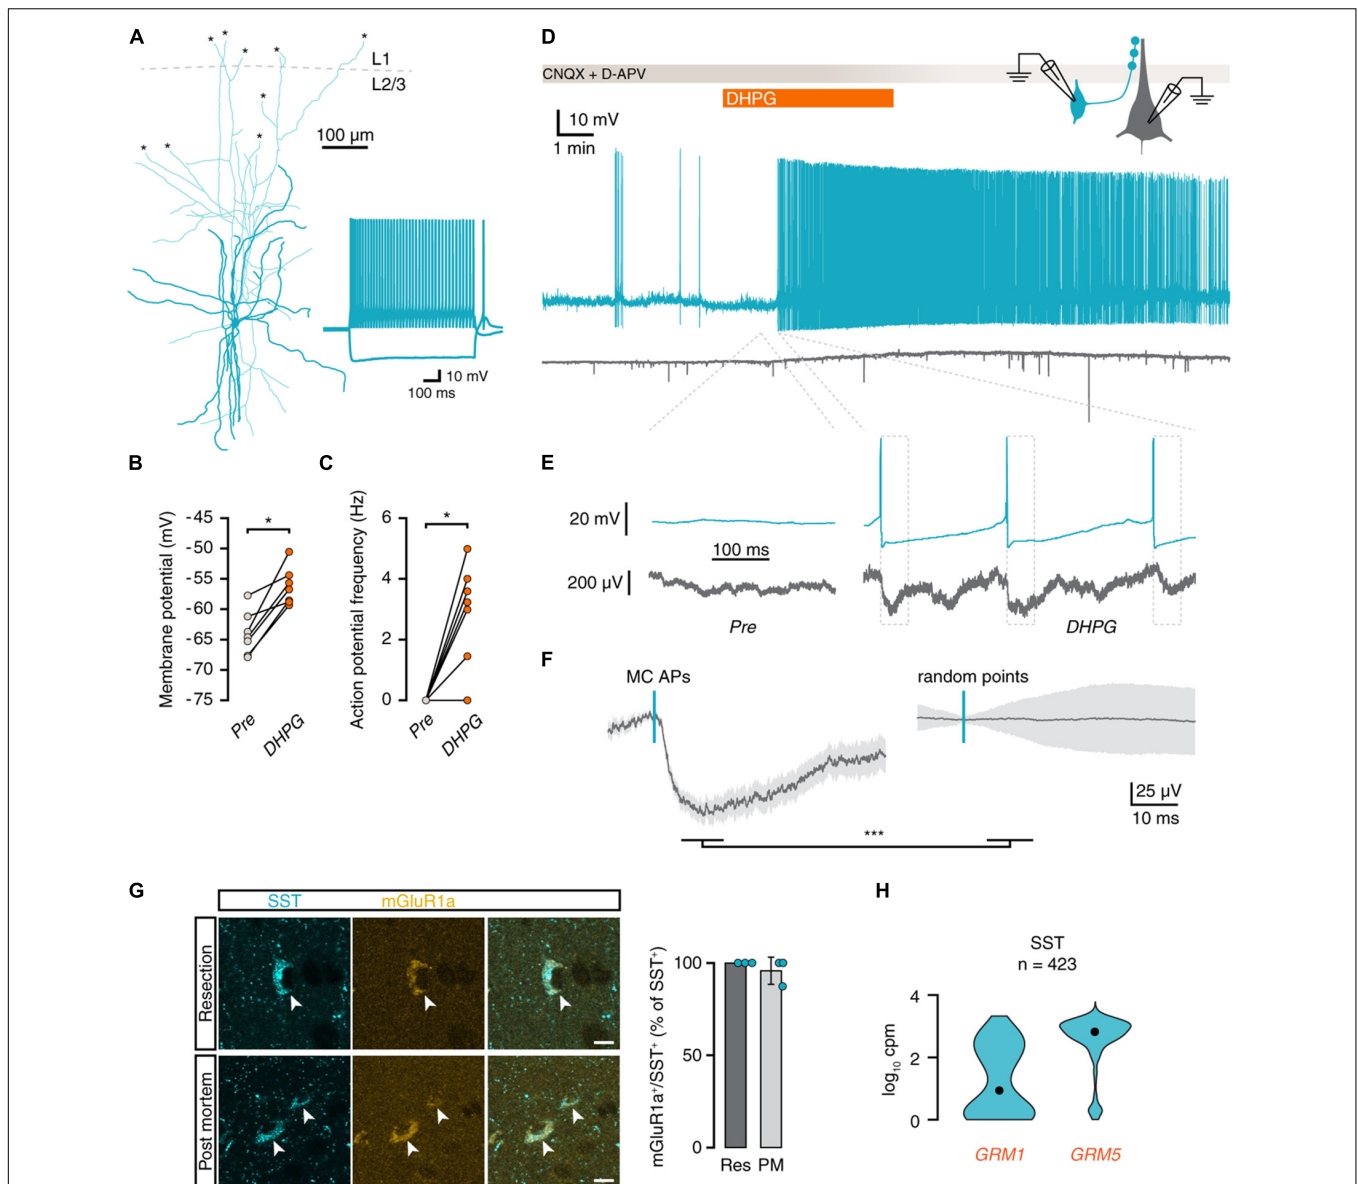 A
* * * * *
L1
L2/3
*
*
* *
100 µm
10 mV
100 ms
B
Membrane potential (mV)
-45
-50
-55
-60
-65
-70
-75
*
Pre
DHPG
C
Action potential frequency (Hz)
6
4
2
0
*
Pre
DHPG
D
CNQX + D-APV
DHPG
10 mV
1 min
E
20 mV
100 ms
200 µV
Pre
DHPG
F
MC APs
random points
25 µV
10 ms
***
G
SST
mGluR1a
Resection
Post mortem
mGluR1a⁺/SST⁺ (% of SST⁺)
100
50
0
Res PM
H
SST
n = 423
log₁₀ cpm
4
2
0
GRM1
GRM5